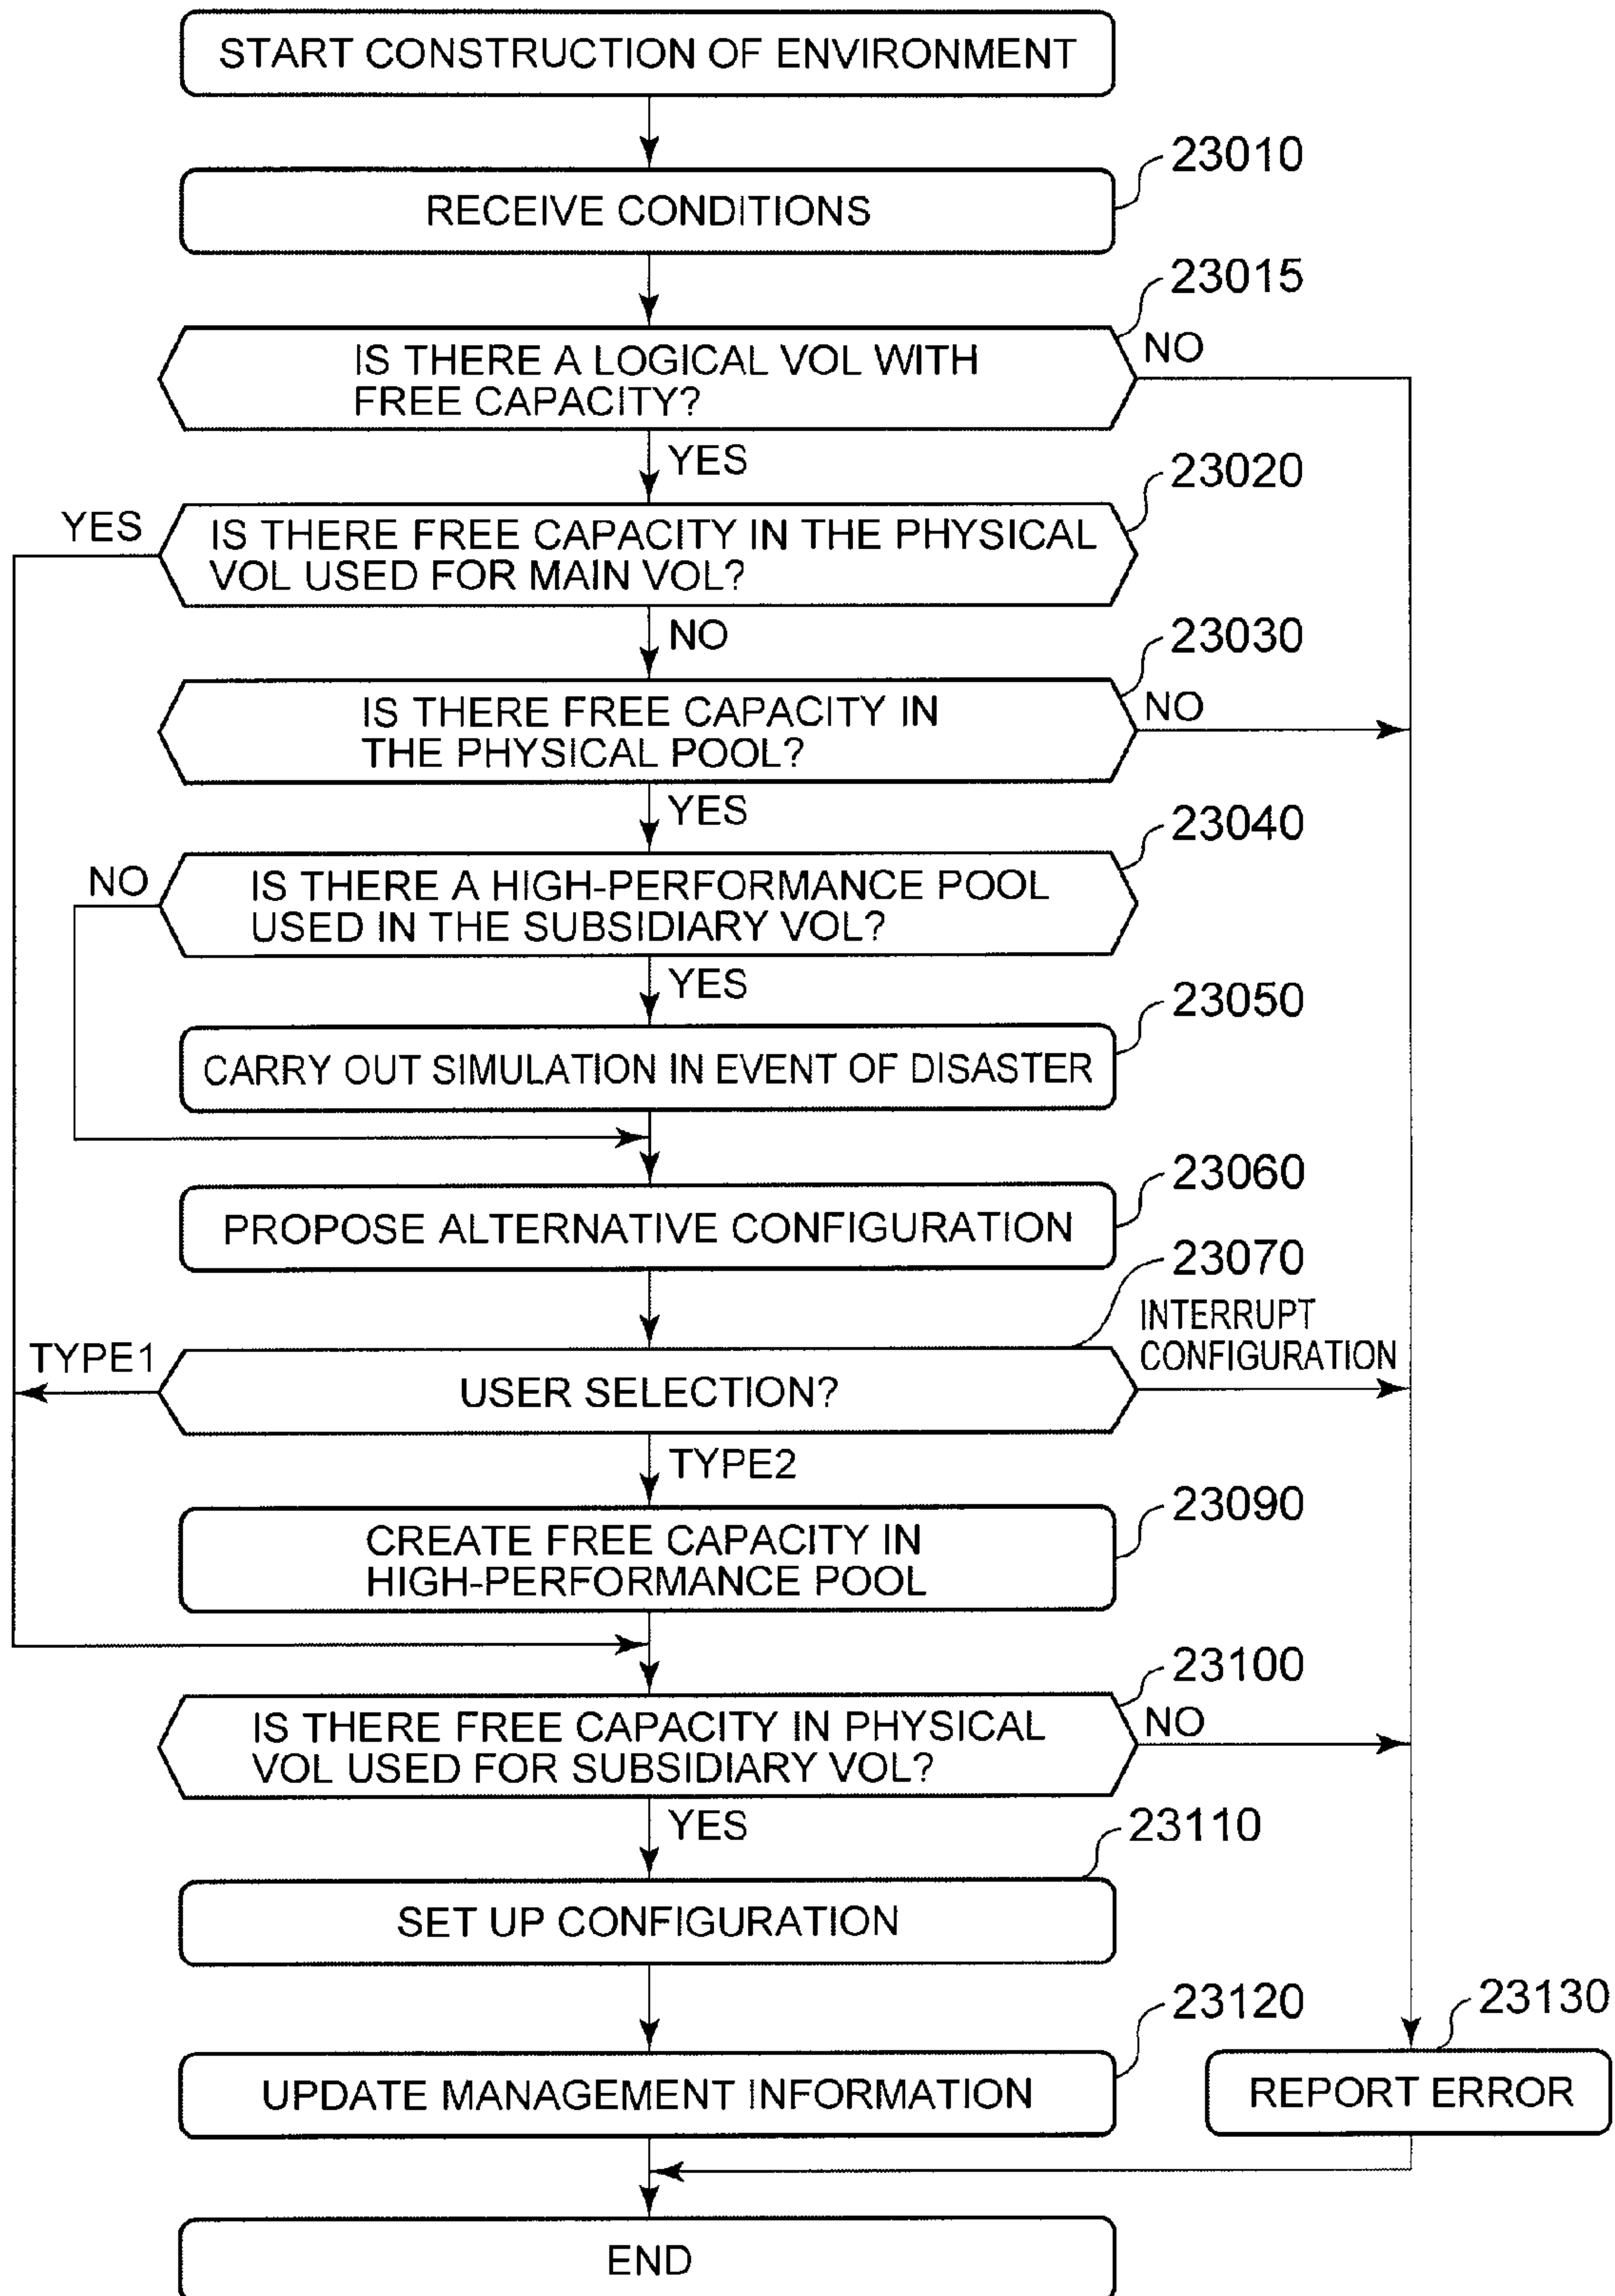 START CONSTRUCTION OF ENVIRONMENT
23010
RECEIVE CONDITIONS
23015
IS THERE A LOGICAL VOL WITH
FREE CAPACITY?
NO
YES
23020
YES
IS THERE FREE CAPACITY IN THE PHYSICAL
VOL USED FOR MAIN VOL?
NO
23030
IS THERE FREE CAPACITY IN
THE PHYSICAL POOL?
NO
YES
23040
NO
IS THERE A HIGH-PERFORMANCE POOL
USED IN THE SUBSIDIARY VOL?
YES
23050
CARRY OUT SIMULATION IN EVENT OF DISASTER
23060
PROPOSE ALTERNATIVE CONFIGURATION
23070
INTERRUPT
CONFIGURATION
TYPE1
USER SELECTION?
TYPE2
23090
CREATE FREE CAPACITY IN
HIGH-PERFORMANCE POOL
23100
IS THERE FREE CAPACITY IN PHYSICAL
VOL USED FOR SUBSIDIARY VOL?
NO
YES
23110
SET UP CONFIGURATION
23120
23130
UPDATE MANAGEMENT INFORMATION
REPORT ERROR
END